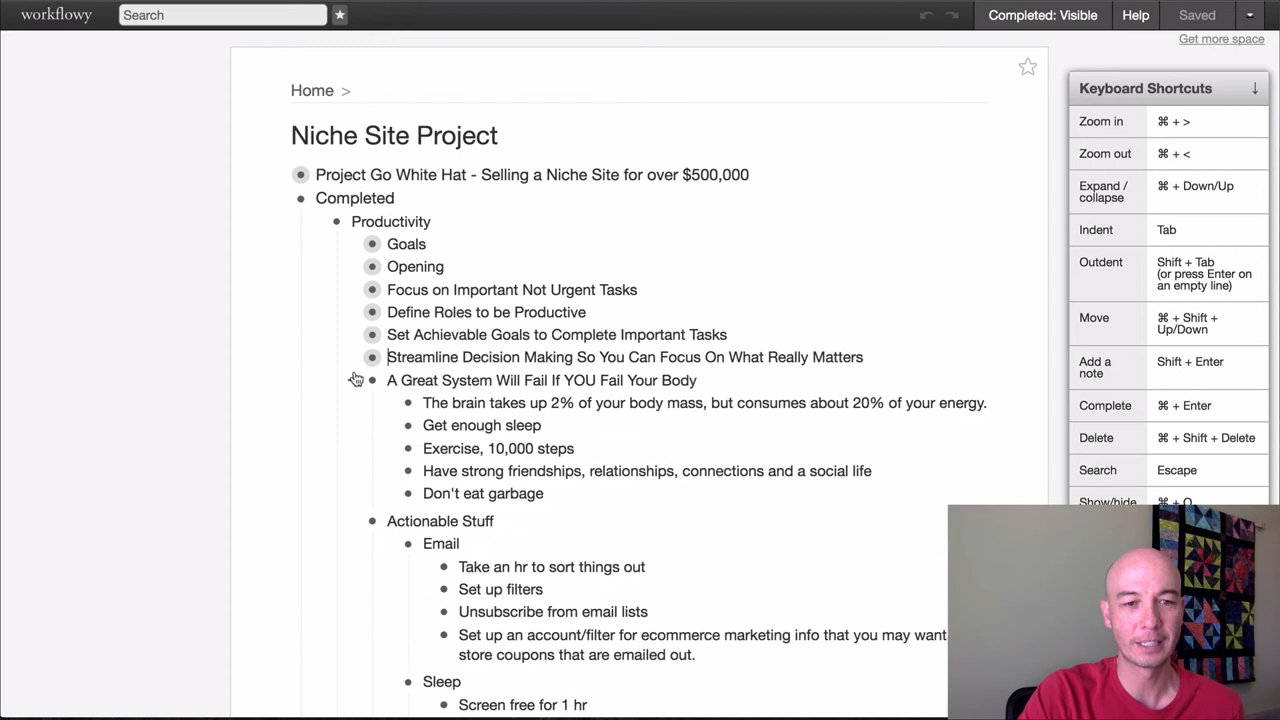 workflowy
Search
Completed: Visible
Help
Saved
Get more space
Home >
Niche Site Project
Project Go White Hat - Selling a Niche Site for over $500,000
Completed
Productivity
Goals
Opening
Focus on Important Not Urgent Tasks
Define Roles to be Productive
Set Achievable Goals to Complete Important Tasks
Streamline Decision Making So You Can Focus On What Really Matters
A Great System Will Fail If YOU Fail Your Body
The brain takes up 2% of your body mass, but consumes about 20% of your energy.
Get enough sleep
Exercise, 10,000 steps
Have strong friendships, relationships, connections and a social life
Don't eat garbage
Actionable Stuff
Email
Take an hr to sort things out
Set up filters
Unsubscribe from email lists
Set up an account/filter for ecommerce marketing info that you may want
store coupons that are emailed out.
Sleep
Screen free for 1 hr
Keyboard Shortcuts ↓
Zoom in ⌘ + >
Zoom out ⌘ + <
Expand / ⌘ + Down/Up
collapse
Indent Tab
Outdent Shift + Tab
(or press Enter on
an empty line)
Move ⌘ + Shift +
Up/Down
Add a Shift + Enter
note
Complete ⌘ + Enter
Delete ⌘ + Shift + Delete
Search Escape
Show/hide ⌘ + O